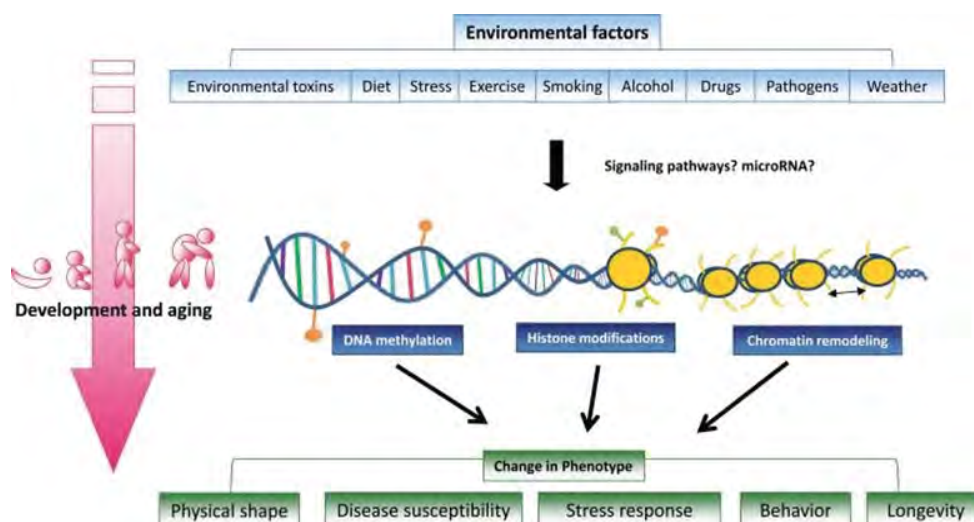 Environmental factors
Environmental toxins Diet Stress Exercise Smoking Alcohol Drugs Pathogens Weather
Signaling pathways? microRNA?
Development and aging
DNA methylation Histone modifications Chromatin remodeling
Change in Phenotype
Physical shape Disease susceptibility Stress response Behavior Longevity